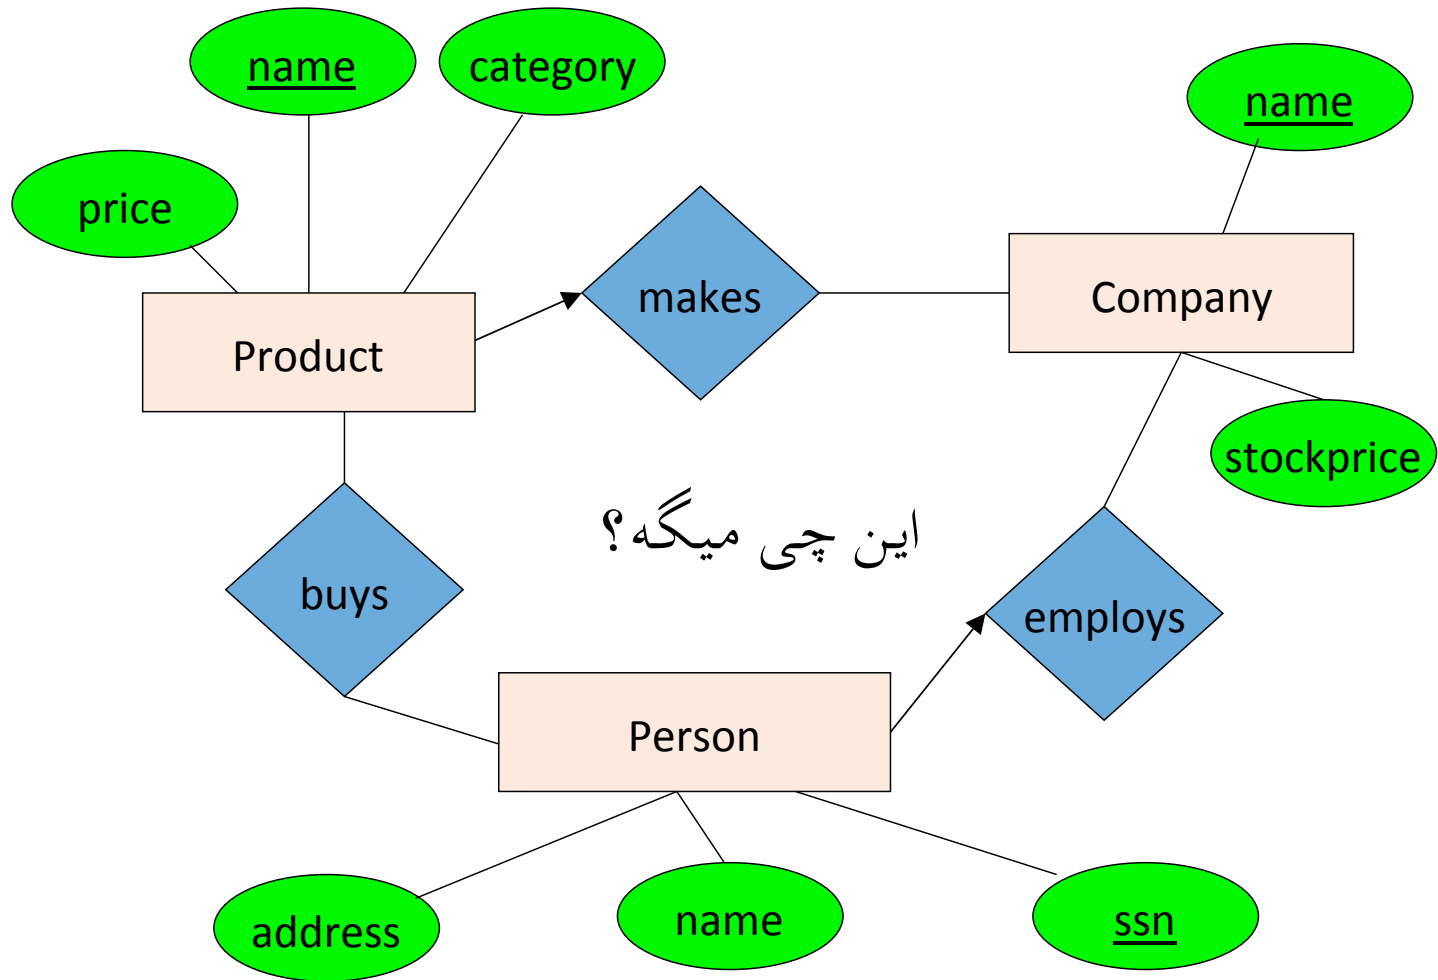 name
category
name
price
makes
Company
Product
stockprice
این چی میگه؟
buys
employs
Person
address
name
ssn